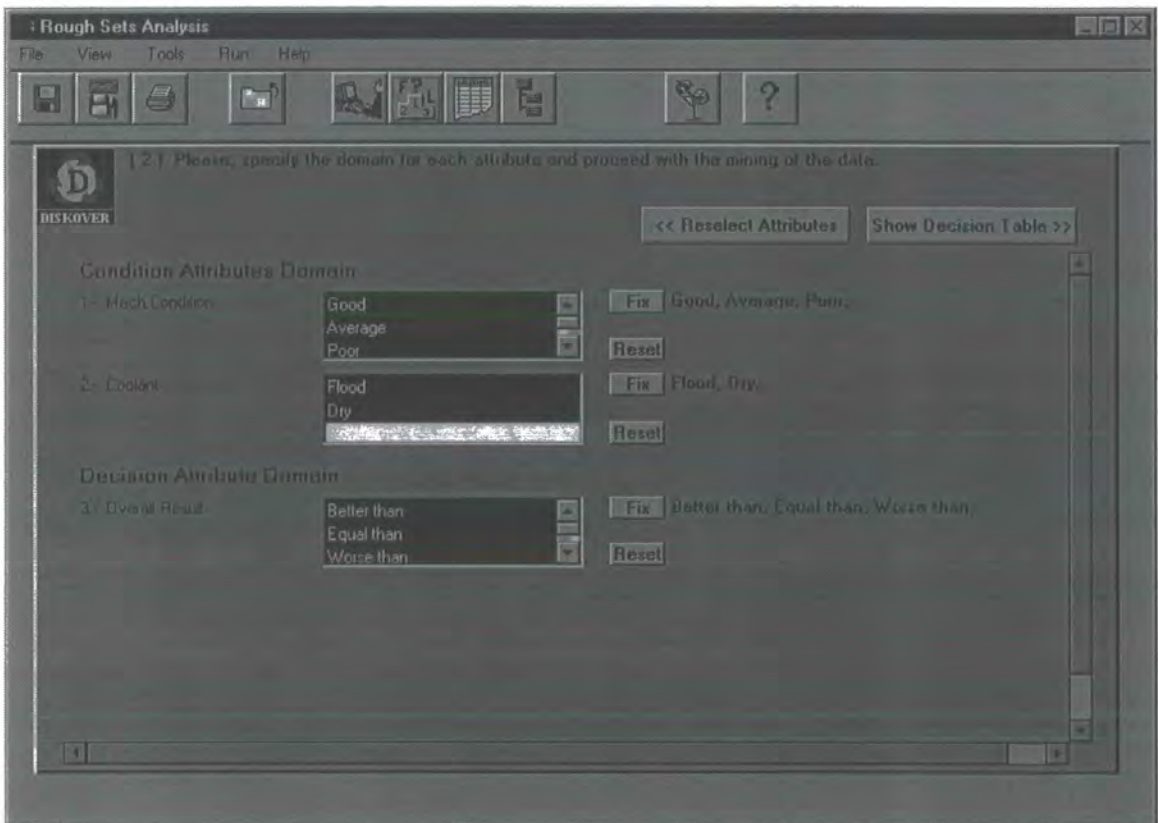 Rough Sets Analysis
File View Tools Run Help
[ 2 ] Please, specify the domain for each attribute and proceed with the mining of the data.
D
DISKOVER
<< Reselect Attributes Show Decision Table >>
Condition Attributes Domain
1.- Mach Condition Good Fix Good, Average, Poor,
Average
Poor Reset
2.- Coolant Flood Fix Flood, Dry,
Dry
Reset
Decision Attribute Domain
3.- Overall Result Better than Fix Better than, Equal than, Worse than,
Equal than
Worse than Reset